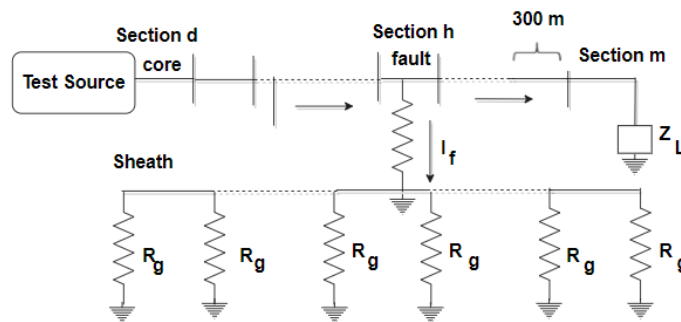 Section d
core
Section h
fault
300 m
Section m
Test Source
I f
Z L
Sheath
R g
R g
R g
R g
R g
R g